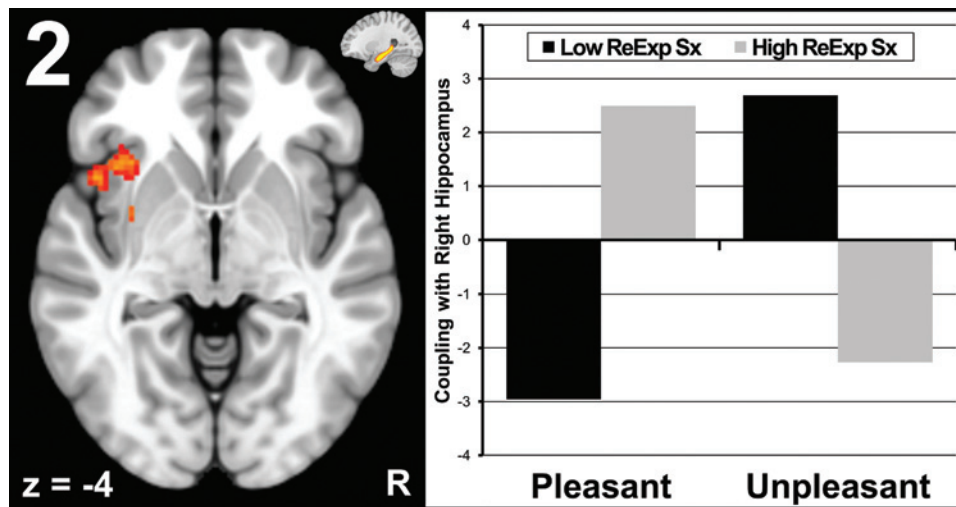 2
z = -4
R
Coupling with Right Hippocampus
Low ReExp Sx
High ReExp Sx
4
3
2
1
0
-1
-2
-3
-4
Pleasant
Unpleasant